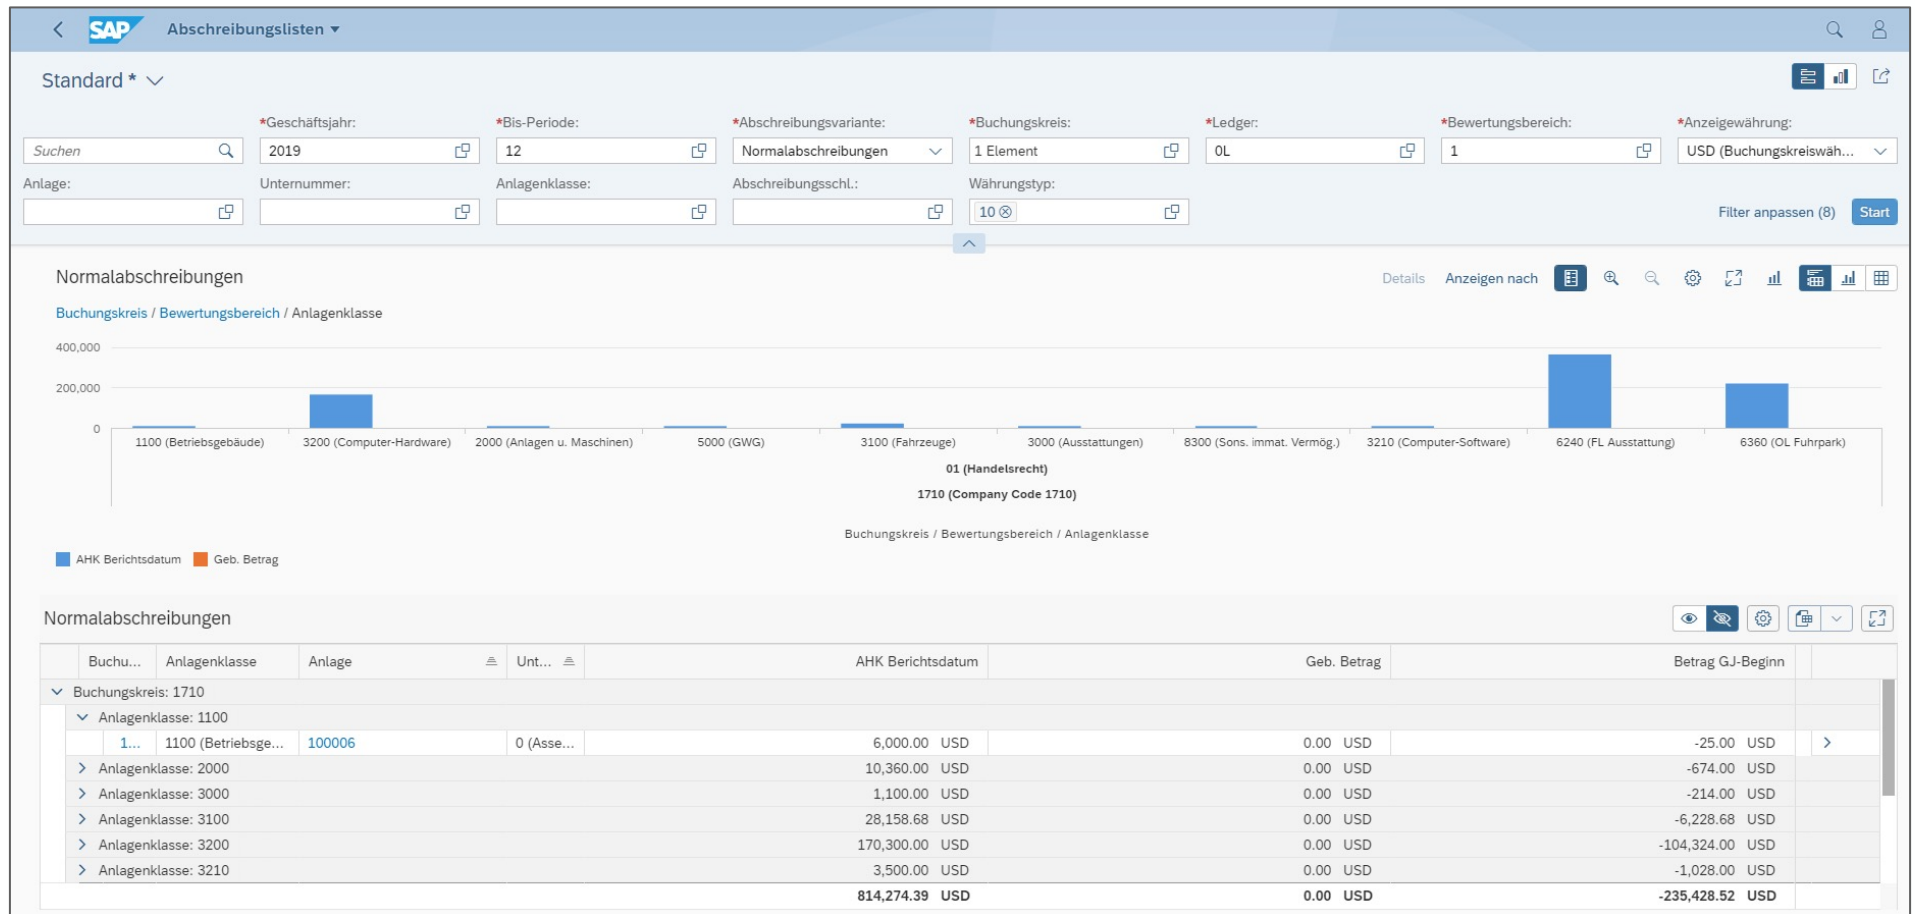 SAP Abschreibungslisten
Standard *
*Geschäftsjahr: *Bis-Periode: *Abschreibungsvariante: *Buchungskreis: *Ledger: *Bewertungsbereich: *Anzeigewährung:
Suchen 2019 12 Normalabschreibungen 1 Element 0L 1 USD (Buchungskreiswäh...
Anlage: Unternummer: Anlagenklasse: Abschreibungsschl.: Währungstyp:
10 Filter anpassen (8) Start
Normalabschreibungen Details Anzeigen nach
Buchungskreis / Bewertungsbereich / Anlagenklasse
400,000
200,000
0
1100 (Betriebsgebäude) 3200 (Computer-Hardware) 2000 (Anlagen u. Maschinen) 5000 (GWG) 3100 (Fahrzeuge) 3000 (Ausstattungen) 8300 (Sons. immat. Vermög.) 3210 (Computer-Software) 6240 (FL Ausstattung) 6360 (OL Fuhrpark)
01 (Handelsrecht)
1710 (Company Code 1710)
Buchungskreis / Bewertungsbereich / Anlagenklasse
AHK Berichtsdatum Geb. Betrag
Normalabschreibungen
Buchu... Anlagenklasse Anlage Unt... AHK Berichtsdatum Geb. Betrag Betrag GJ-Beginn
Buchungskreis: 1710
Anlagenklasse: 1100
1... 1100 (Betriebsge... 100006 0 (Asse... 6,000.00 USD 0.00 USD -25.00 USD
Anlagenklasse: 2000 10,360.00 USD 0.00 USD -674.00 USD
Anlagenklasse: 3000 1,100.00 USD 0.00 USD -214.00 USD
Anlagenklasse: 3100 28,158.68 USD 0.00 USD -6,228.68 USD
Anlagenklasse: 3200 170,300.00 USD 0.00 USD -104,324.00 USD
Anlagenklasse: 3210 3,500.00 USD 0.00 USD -1,028.00 USD
814,274.39 USD 0.00 USD -235,428.52 USD